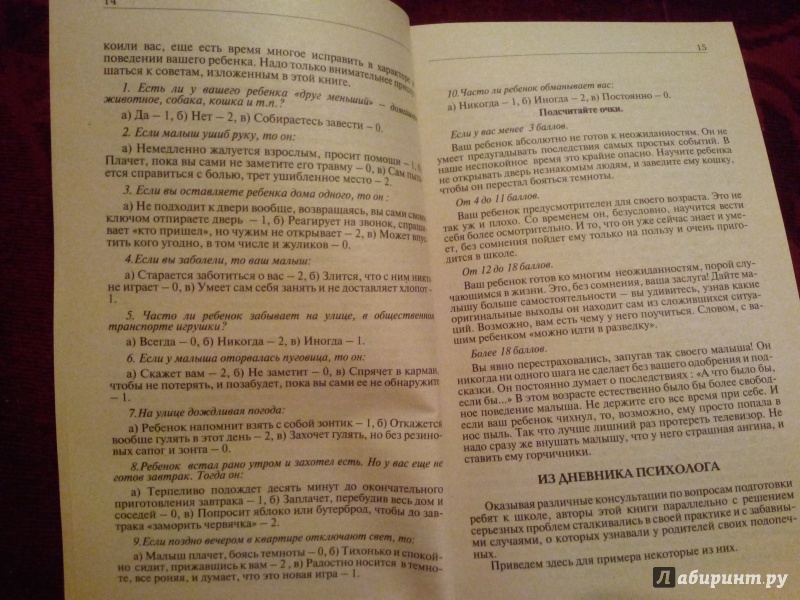 14
коили вас, еще есть время многое исправить в характере и
поведении вашего ребенка. Надо только внимательнее
шаться к советам, изложенным в этой книге.
1. Есть ли у вашего ребенка «друг меньший» –
животное, собака, кошка и т.п.?
а) Да – 1, б) Нет – 2, в) Собираетесь завести – 0.
2. Если малыш ушиб руку, то он:
а) Немедленно жалуется взрослым, просит помощи – 1, б)
Плачет, пока вы сами не заметите его травму – 0, в) Сам
ется справиться с болью, трет ушибленное место – 2.
3. Если вы оставляете ребенка дома одного, то он :
а) Не подходит к двери вообще, возвращаясь, вы сами своим
ключом отпираете дверь – 1, б) Реагирует на звонок,
вает «кто пришел», но чужим не открывает – 2, в) Может
тить кого угодно, в том числе и жуликов – 0.
4.Если вы заболели, то ваш малыш:
а) Старается заботиться о вас – 2, б) Злится, что с ним никто
не играет – 0, в) Умеет сам себя занять и не доставляет хлопот –
1.
5. Часто ли ребенок забывает на улице, в общественном
транспорте игрушки?
а) Всегда – 0, б) Никогда – 2, в) Иногда – 1.
6. Если у малыша оторвалась пуговица, то он:
а) Скажет вам – 2, б) Не заметит – 0, в) Спрячет в карман,
чтобы не потерять, и позабудет, пока вы сами ее не обнаружите
– 1.
7.На улице дождливая погода:
а) Ребенок напомнит взять с собой зонтик – 1, б) Откажется
вообще гулять в этот день – 2, в) Захочет гулять, но без резино-
вых сапог и зонта – 0.
8.Ребенок встал рано утром и захотел есть. Но у вас еще не
готов завтрак. Тогда он:
а) Терпеливо подождет десять минут до окончательного
приготовления завтрака – 1, б) Заплачет, перебудив весь дом и
соседей – 0, в) Попросит яблоко или бутерброд, чтобы до зав-
трака «заморить червячка» – 2.
9.Если поздно вечером в квартире отключают свет, то:
а) Малыш плачет, боясь темноты – 0, б) Тихонько и спокой-
но сидит, прижавшись к вам – 2, в) Радостно носится в темно-
те, все роняя, и думает, что это новая игра – 1.
15
10. Часто ли ребенок обманывает вас:
а) Никогда – 1, б) Иногда – 2, в) Постоянно – 0.
Подсчитайте очки.
Если у вас менее 3 баллов.
Ваш ребенок абсолютно не готов к неожиданностям. Он не
умеет предугадывать последствия самых простых событий. В
наше неспокойное время это крайне опасно. Научите ребенка
не открывать дверь незнакомым людям, и заведите ему кошку,
чтобы он перестал бояться темноты.
От 4 до 11 баллов.
Ваш ребенок предусмотрителен для своего возраста. Это не
так уж и плохо. Со временем он, безусловно, научится вести
себя более осмотрительно. И то, что он уже сейчас знает и уме-
ет, без сомнения пойдет ему только на пользу и очень приго-
дится в школе.
От 12 до 18 баллов.
Ваш ребенок готов ко многим неожиданностям, порой слу-
чающимся в жизни. Это, без сомнения, ваша заслуга! Дайте ма-
лышу больше самостоятельности – вы удивитесь, узнав какие
оригинальные выходы он находит сам из сложившихся ситуа-
ций. Возможно, вам есть чему у него поучиться. Словом, с ва-
шим ребенком «можно идти в разведку».
Более 18 баллов.
Вы явно перестраховались, запугав так своего малыша! Он
никогда ни одного шага не сделает без вашего одобрения и под-
сказки. Он постоянно думает о последствиях : «А что было бы,
если бы...» В этом возрасте естественно было бы более свобод-
ное поведение малыша. Не держите его все время при себе. И
если ваш ребенок чихнул, то, возможно, ему просто попала в
нос пыль. Так что лучше лишний раз протереть телевизор. Не
надо сразу же внушать малышу, что у него страшная ангина, и
ставить ему горчичники.
ИЗ ДНЕВНИКА ПСИХОЛОГА
Оказывая различные консультации по вопросам подготовки
ребят к школе, авторы этой книги параллельно с решением
серьезных проблем сталкивались в своей практике и с забавны-
ми случаями, о которых узнавали у родителей своих подопеч-
ных.
Приведем здесь для примера некоторые из них.
Лабиринт.ру